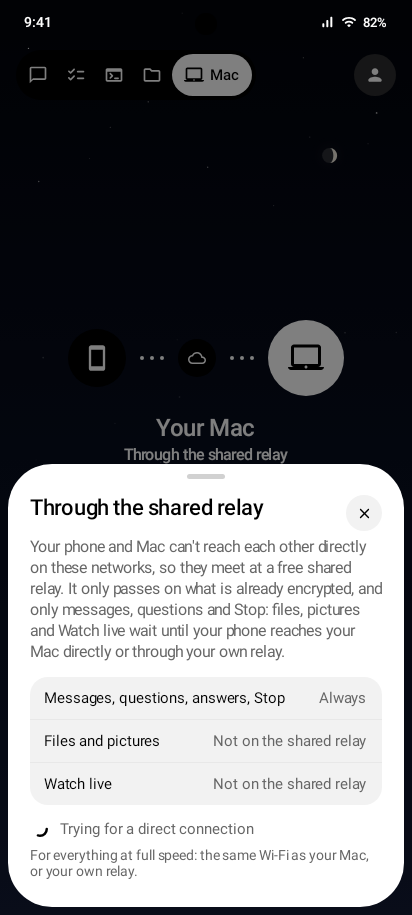 9:41
82%
Mac
Your Mac
Through the shared relay
Through the shared relay
Your phone and Mac can't reach each other directly
on these networks, so they meet at a free shared
relay. It only passes on what is already encrypted, and
only messages, questions and Stop: files, pictures
and Watch live wait until your phone reaches your
Mac directly or through your own relay.
Messages, questions, answers, Stop Always
Files and pictures Not on the shared relay
Watch live Not on the shared relay
Trying for a direct connection
For everything at full speed: the same Wi-Fi as your Mac,
or your own relay.